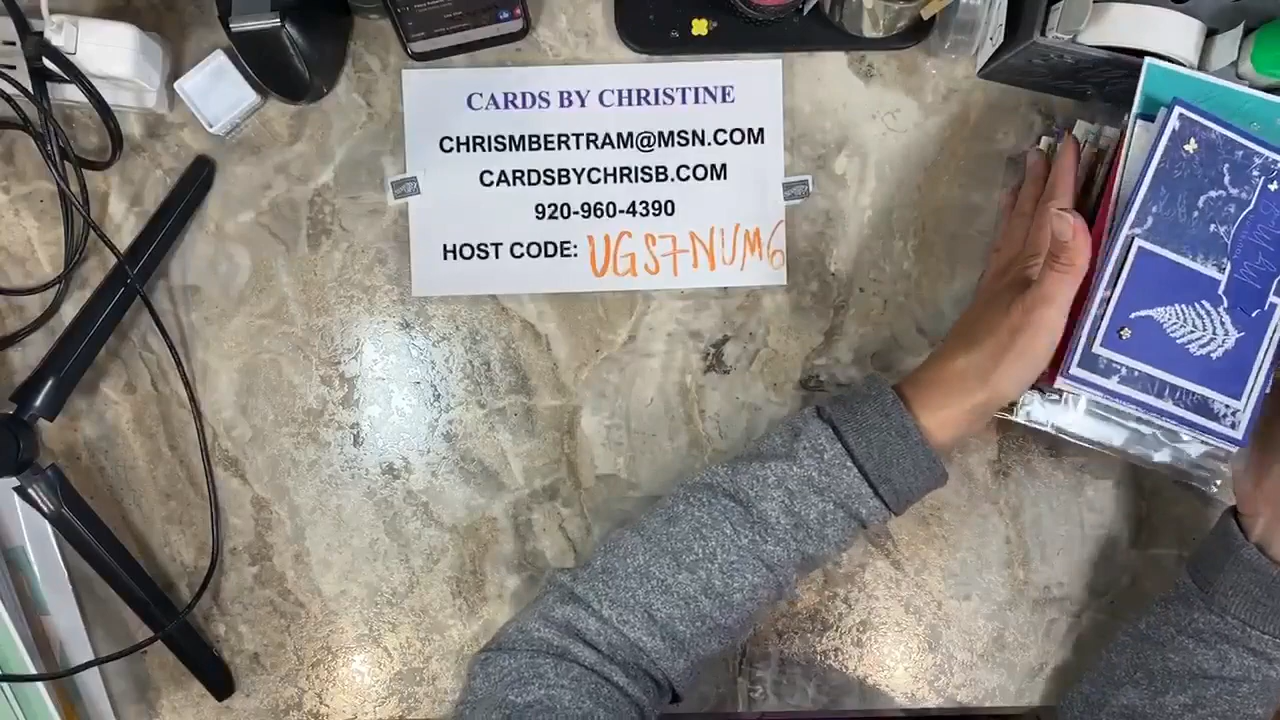 CARDS BY CHRISTINE
CHRISMBERTRAM@MSN.COM
CARDSBYCHRISB.COM
920-960-4390
HOST CODE: UGS7NUM6